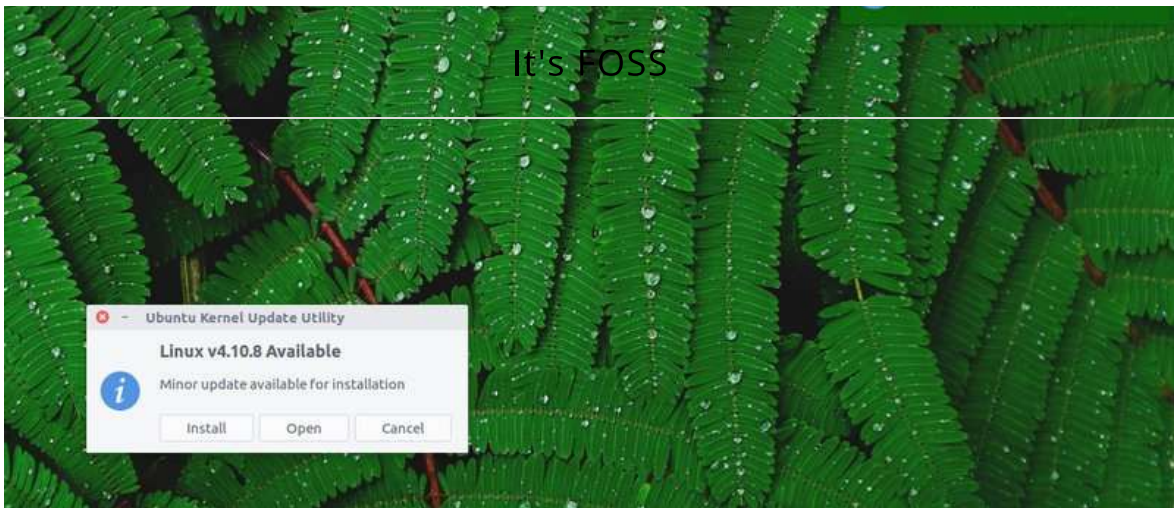 It's FOSS
Ubuntu Kernel Update Utility
Linux v4.10.8 Available
Minor update available for installation
Install Open Cancel